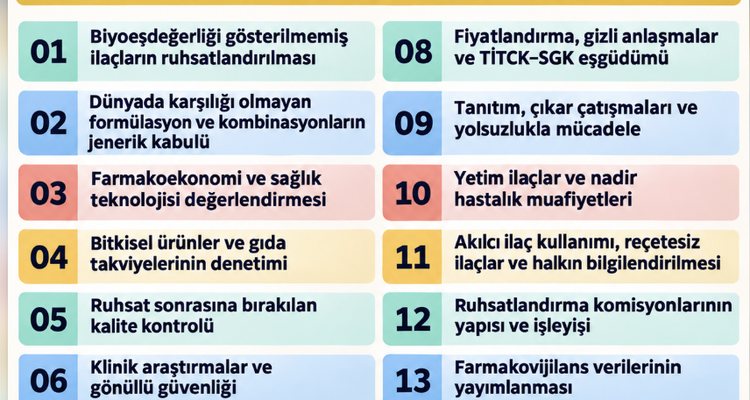 01
Biyoeşdeğerliği gösterilmemiş
ilaçların ruhsatlandırılması
02
Dünyada karşılığı olmayan
formülasyon ve kombinasyonların
jenerik kabulü
03
Farmakoekonomi ve sağlık
teknolojisi değerlendirmesi
04
Bitkisel ürünler ve gıda
takviyelerinin denetimi
05
Ruhsat sonrasına bırakılan
kalite kontrolü
06
Klinik araştırmalar ve
gönüllü güvenliği
08
Fiyatlandırma, gizli anlaşmalar
ve TİTCK–SGK eşgüdümü
09
Tanıtım, çıkar çatışmaları ve
yolsuzlukla mücadele
10
Yetim ilaçlar ve nadir
hastalık muafiyetleri
11
Akılcı ilaç kullanımı, reçetesiz
ilaçlar ve halkın bilgilendirilmesi
12
Ruhsatlandırma komisyonlarının
yapısı ve işleyişi
13
Farmakovijilans verilerinin
yayımlanması